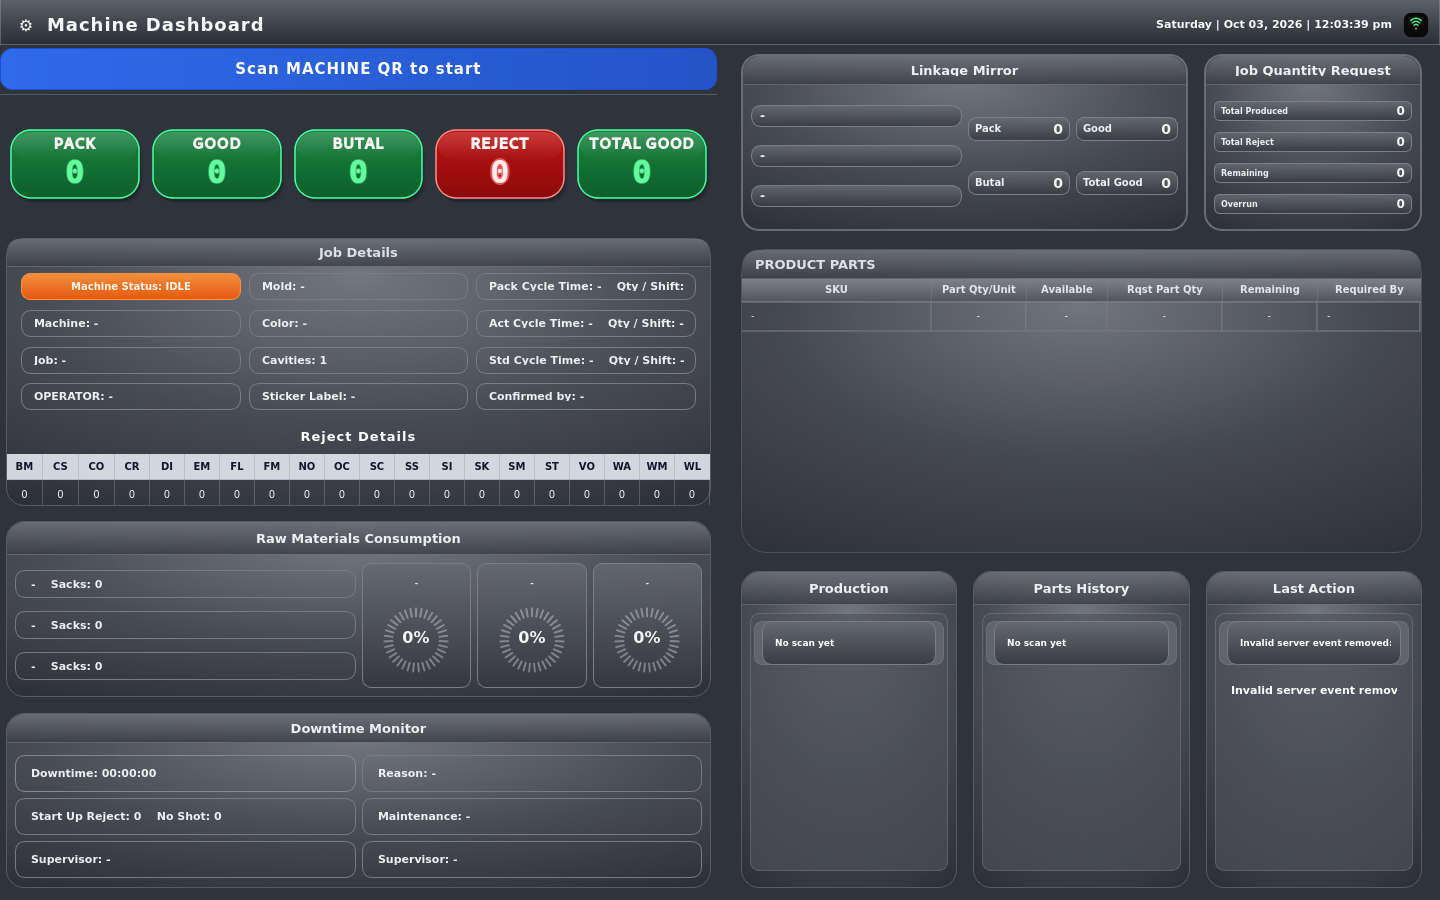 Machine Dashboard
Saturday | Oct 03, 2026 | 12:03:39 pm
Scan MACHINE QR to start
PACK GOOD BUTAL REJECT TOTAL GOOD
0 0 0 0 0
Job Details
Machine Status: IDLE Mold: - Pack Cycle Time: - Qty / Shift:
Machine: - Color: - Act Cycle Time: - Qty / Shift: -
Job: - Cavities: 1 Std Cycle Time: - Qty / Shift: -
OPERATOR: - Sticker Label: - Confirmed by: -
Reject Details
BM CS CO CR DI EM FL FM NO OC SC SS SI SK SM ST VO WA WM WL
0 0 0 0 0 0 0 0 0 0 0 0 0 0 0 0 0 0 0 0
Raw Materials Consumption
- Sacks: 0
- Sacks: 0
- Sacks: 0
- - -
0% 0% 0%
Downtime Monitor
Downtime: 00:00:00 Reason: -
Start Up Reject: 0 No Shot: 0 Maintenance: -
Supervisor: - Supervisor: -
Linkage Mirror
-
-
-
Pack 0 Good 0
Butal 0 Total Good 0
Job Quantity Request
Total Produced 0
Total Reject 0
Remaining 0
Overrun 0
PRODUCT PARTS
SKU Part Qty/Unit Available Rqst Part Qty Remaining Required By
- - - - - -
Production
No scan yet
Parts History
No scan yet
Last Action
Invalid server event removed:
Invalid server event remov